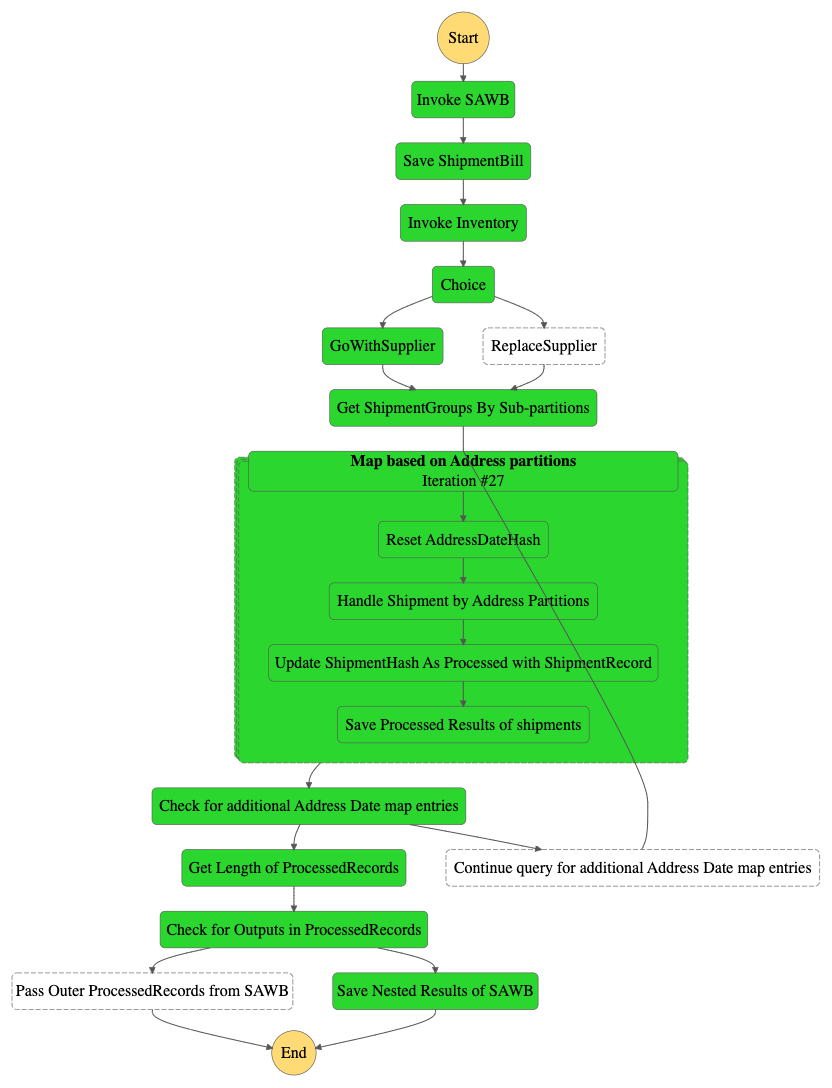 Start
Invoke SAWB
Save ShipmentBill
Invoke Inventory
Choice
GoWithSupplier
ReplaceSupplier
Get ShipmentGroups By Sub-partitions
Map based on Address partitions
Iteration #27
Reset AddressDateHash
Handle Shipment by Address Partitions
Update ShipmentHash As Processed with ShipmentRecord
Save Processed Results of shipments
Check for additional Address Date map entries
Get Length of ProcessedRecords
Continue query for additional Address Date map entries
Check for Outputs in ProcessedRecords
Pass Outer ProcessedRecords from SAWB
Save Nested Results of SAWB
End